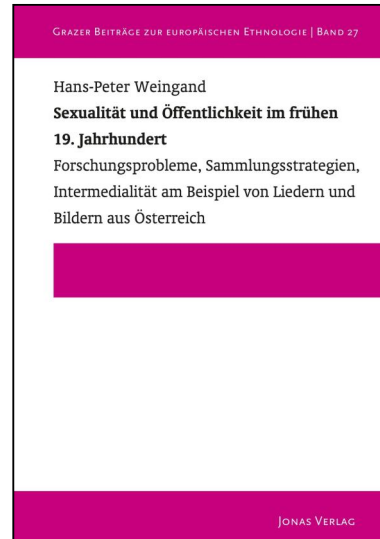 Grazer Beiträge zur europäischen Ethnologie | Band 27
Hans-Peter Weingand
Sexualität und Öffentlichkeit im frühen
19. Jahrhundert
Forschungsprobleme, Sammlungsstrategien,
Intermedialität am Beispiel von Liedern und
Bildern aus Österreich
Jonas Verlag